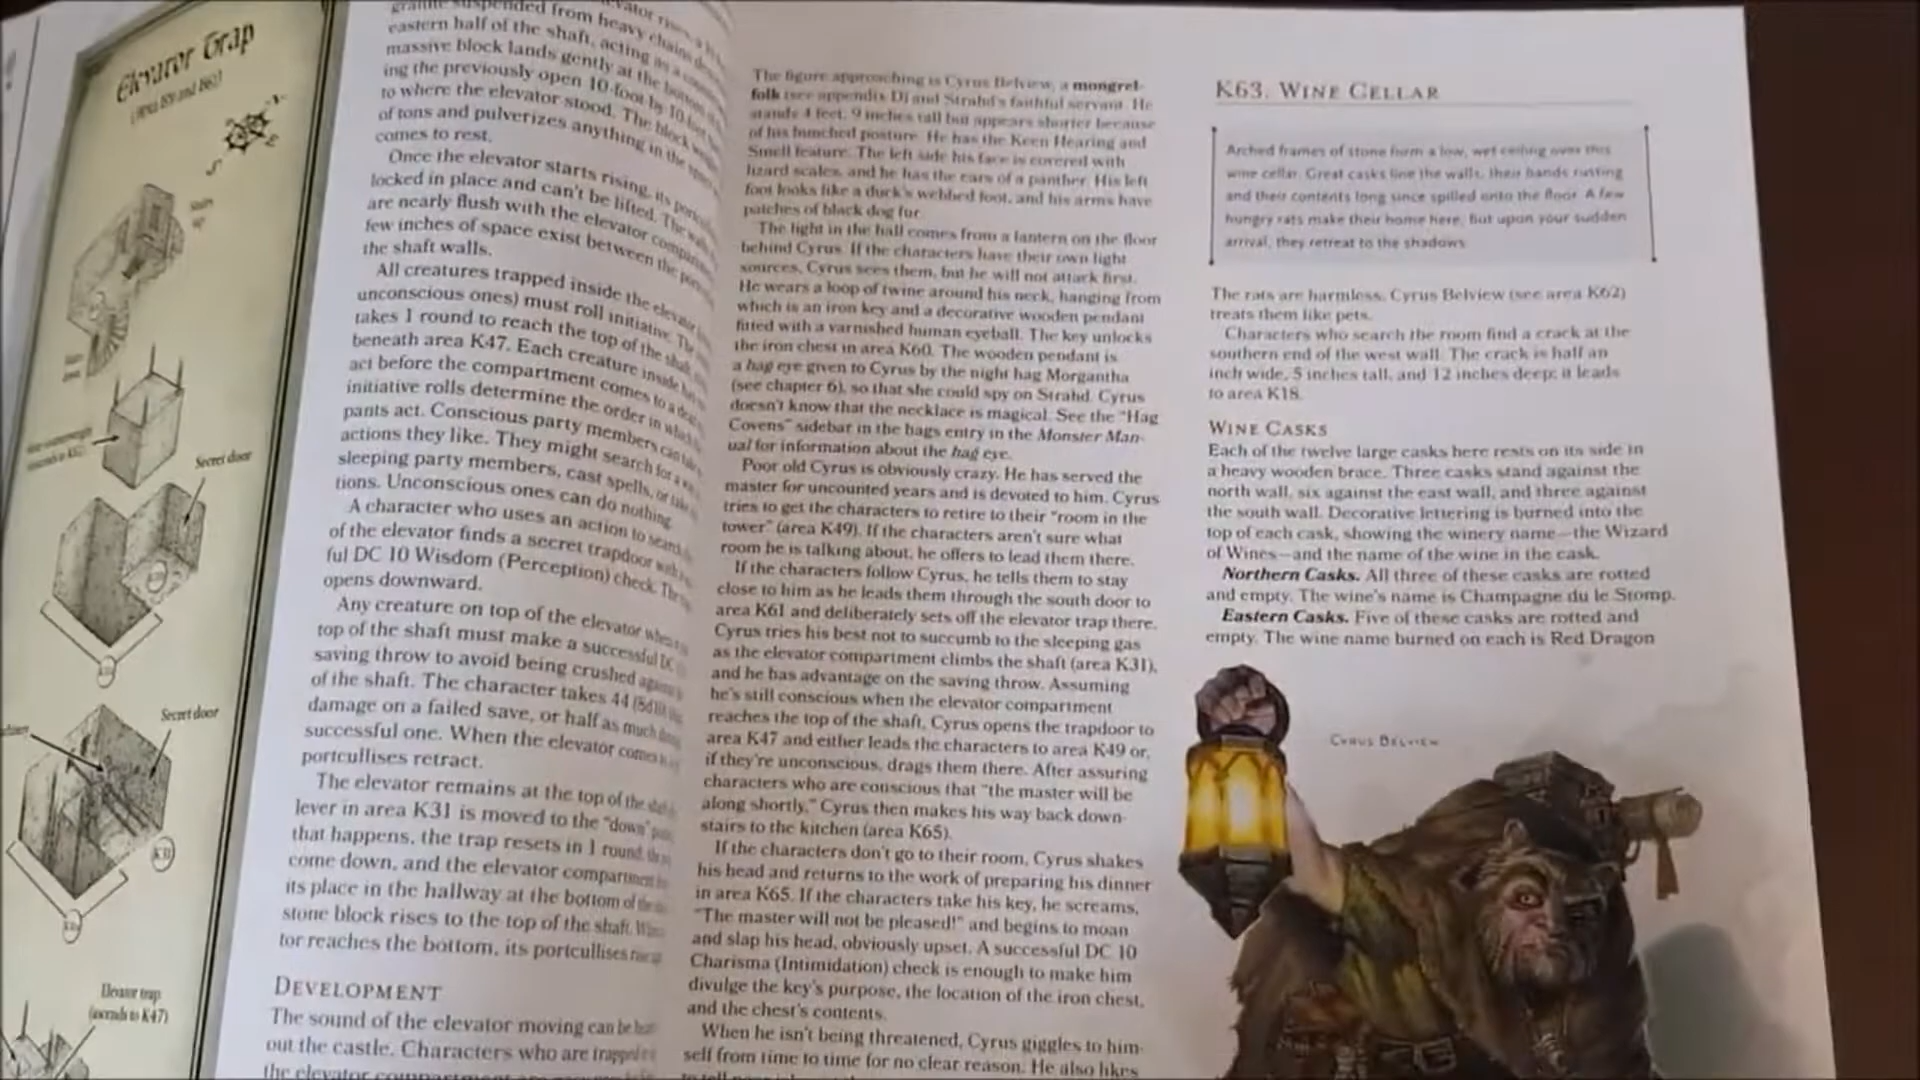 Elevator Trap
Secret door
Secret door
Elevator trap
(ascends to K47)
granite suspended from heavy chains
eastern half of the shaft, acting as a
massive block lands gently at the bottom
ing the previously open 10-foot by 10-foot
to where the elevator stood. The block
of tons and pulverizes anything in the
comes to rest.
Once the elevator starts rising, its
locked in place and can't be lifted. The
are nearly flush with the elevator
few inches of space exist between the
the shaft walls.
All creatures trapped inside the elevator
unconscious ones) must roll initiative. The
takes 1 round to reach the top of the shaft,
beneath area K47. Each creature inside
act before the compartment comes to a
initiative rolls determine the order in which
pants act. Conscious party members can
actions they like. They might search for a
sleeping party members, cast spells, or
tions. Unconscious ones can do nothing.
A character who uses an action to search
of the elevator finds a secret trapdoor with a
ful DC 10 Wisdom (Perception) check. The
opens downward.
Any creature on top of the elevator when
top of the shaft must make a successful DC
saving throw to avoid being crushed against
of the shaft. The character takes 44
damage on a failed save, or half as much
successful one. When the elevator comes
portcullises retract.
The elevator remains at the top of the
lever in area K31 is moved to the "down"
that happens, the trap resets in 1 round:
come down, and the elevator compartment
its place in the hallway at the bottom of
stone block rises to the top of the shaft.
tor reaches the bottom, its portcullises
Development
The sound of the elevator moving can be
out the castle. Characters who are trapped
the elevator compartment are
The figure approaching is Cyrus Belview, a mongrel-
folk (see appendix D) and Strahd's faithful servant. He
stands 4 feet, 9 inches tall but appears shorter because
of his hunched posture. He has the Keen Hearing and
Smell feature. The left side his face is covered with
lizard scales, and he has the ears of a panther. His left
foot looks like a duck's webbed foot, and his arms have
patches of black dog fur.
The light in the hall comes from a lantern on the floor
behind Cyrus. If the characters have their own light
sources, Cyrus sees them, but he will not attack first.
He wears a loop of twine around his neck, hanging from
which is an iron key and a decorative wooden pendant
fitted with a varnished human eyeball. The key unlocks
the iron chest in area K60. The wooden pendant is
a hag eye given to Cyrus by the night hag Morgantha
(see chapter 6), so that she could spy on Strahd. Cyrus
doesn't know that the necklace is magical. See the "Hag
Covens" sidebar in the hags entry in the Monster Man-
ual for information about the hag eye.
Poor old Cyrus is obviously crazy. He has served the
master for uncounted years and is devoted to him. Cyrus
tries to get the characters to retire to their "room in the
tower" (area K49). If the characters aren't sure what
room he is talking about, he offers to lead them there.
If the characters follow Cyrus, he tells them to stay
close to him as he leads them through the south door to
area K61 and deliberately sets off the elevator trap there.
Cyrus tries his best not to succumb to the sleeping gas
as the elevator compartment climbs the shaft (area K31),
and he has advantage on the saving throw. Assuming
he's still conscious when the elevator compartment
reaches the top of the shaft, Cyrus opens the trapdoor to
area K47 and either leads the characters to area K49 or,
if they're unconscious, drags them there. After assuring
characters who are conscious that "the master will be
along shortly," Cyrus then makes his way back down-
stairs to the kitchen (area K65).
If the characters don't go to their room, Cyrus shakes
his head and returns to the work of preparing his dinner
in area K65. If the characters take his key, he screams,
"The master will not be pleased!" and begins to moan
and slap his head, obviously upset. A successful DC 10
Charisma (Intimidation) check is enough to make him
divulge the key's purpose, the location of the iron chest,
and the chest's contents.
When he isn't being threatened, Cyrus giggles to him-
self from time to time for no clear reason. He also likes
K63. Wine Cellar
Arched frames of stone form a low, wet ceiling over this
wine cellar. Great casks line the walls, their bands rusting
and their contents long since spilled onto the floor. A few
hungry rats make their home here, but upon your sudden
arrival, they retreat to the shadows.
The rats are harmless. Cyrus Belview (see area K62)
treats them like pets.
Characters who search the room find a crack at the
southern end of the west wall. The crack is half an
inch wide, 5 inches tall, and 12 inches deep; it leads
to area K18.
Wine Casks
Each of the twelve large casks here rests on its side in
a heavy wooden brace. Three casks stand against the
north wall, six against the east wall, and three against
the south wall. Decorative lettering is burned into the
top of each cask, showing the winery name—the Wizard
of Wines—and the name of the wine in the cask.
Northern Casks. All three of these casks are rotted
and empty. The wine's name is Champagne du le Stomp.
Eastern Casks. Five of these casks are rotted and
empty. The wine name burned on each is Red Dragon
Cyrus Belview